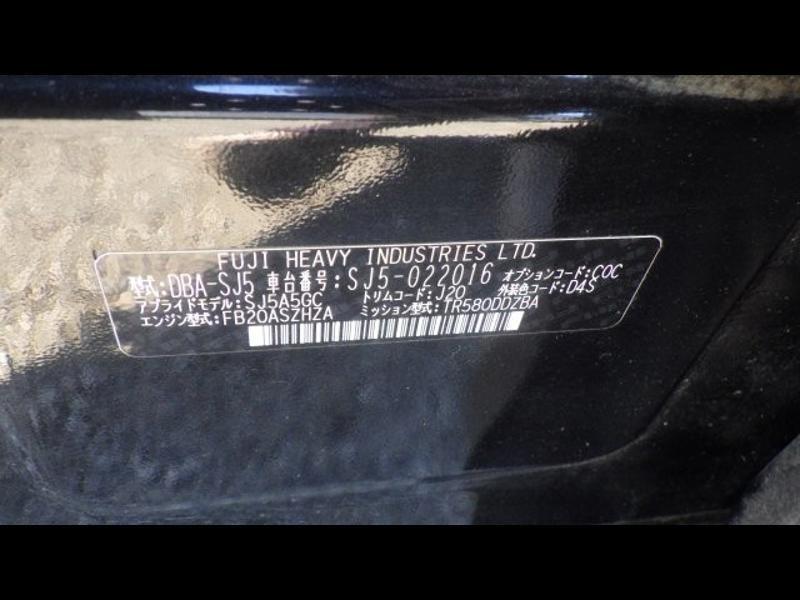 FUJI HEAVY INDUSTRIES LTD.
型式:DBA-SJ5 車台番号:SJ5-022016 オプションコード:C0C
アプライドモデル:SJ5A5GC トリムコード:J20 外装色コード:D4S
エンジン型式:FB20ASZHZA ミッション型式:TR580DDZBA